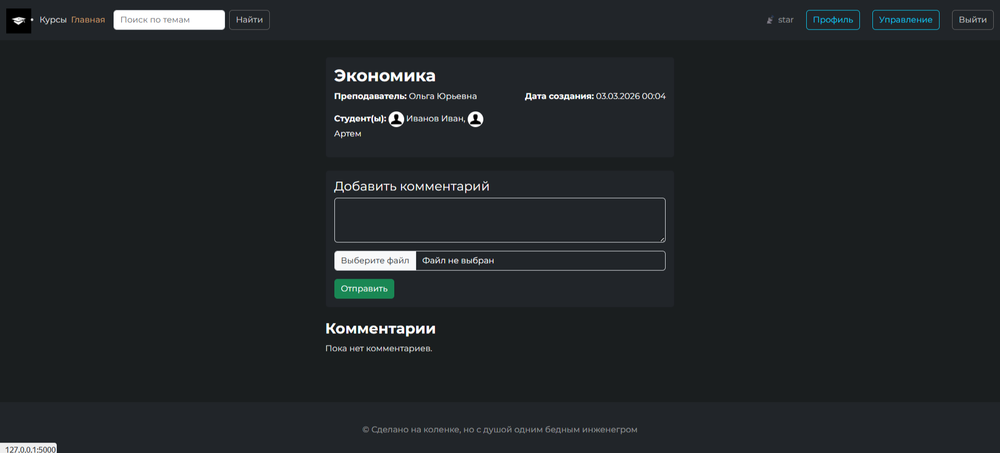 Курсы Главная Поиск по темам Найти star Профиль Управление Выйти
Экономика
Преподаватель: Ольга Юрьевна Дата создания: 03.03.2026 00:04
Студент(ы): Иванов Иван,
Артем
Добавить комментарий
Выберите файл Файл не выбран
Отправить
Комментарии
Пока нет комментариев.
© Сделано на коленке, но с душой одним бедным инженегром
127.0.0.1:5000